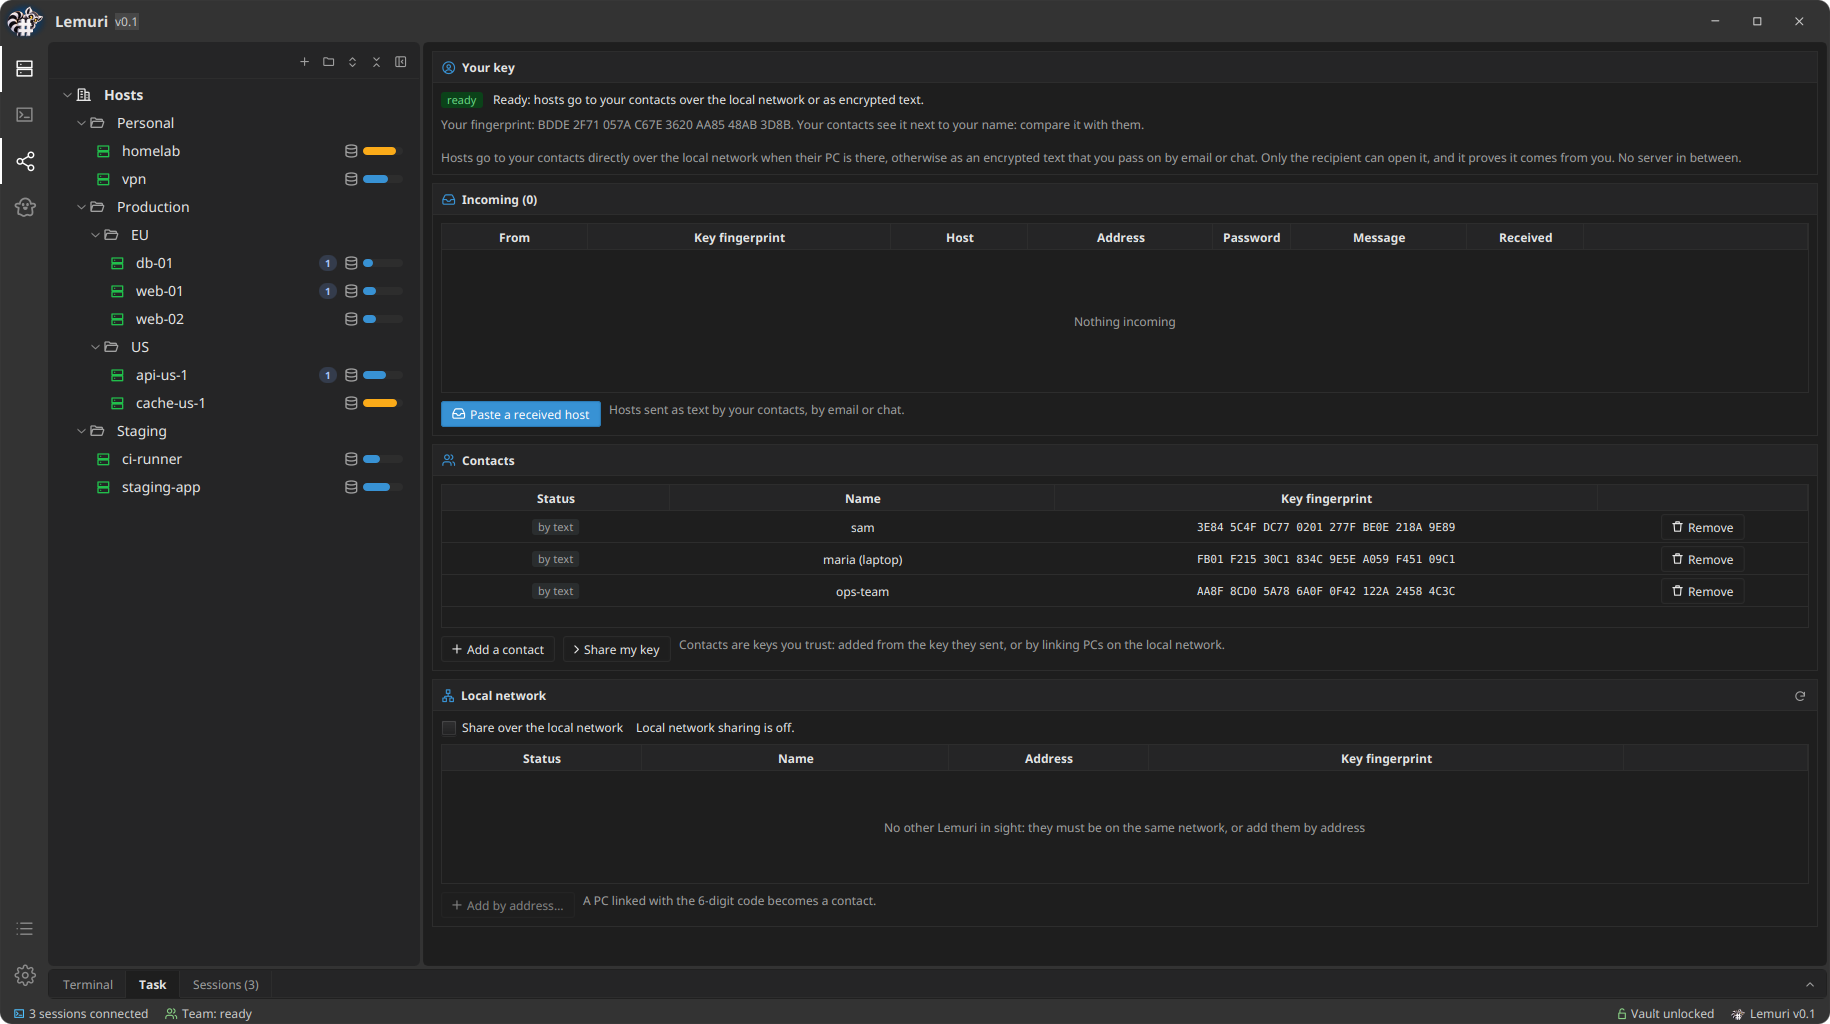 Lemuri v0.1
Hosts
Personal
homelab
vpn
Production
EU
db-01 1
web-01 1
web-02
US
api-us-1 1
cache-us-1
Staging
ci-runner
staging-app
Your key
ready Ready: hosts go to your contacts over the local network or as encrypted text.
Your fingerprint: BDDE 2F71 057A C67E 3620 AA85 48AB 3D8B. Your contacts see it next to your name: compare it with them.
Hosts go to your contacts directly over the local network when their PC is there, otherwise as an encrypted text that you pass on by email or chat. Only the recipient can open it, and it proves it comes from you. No server in between.
Incoming (0)
From Key fingerprint Host Address Password Message Received
Nothing incoming
Paste a received host Hosts sent as text by your contacts, by email or chat.
Contacts
Status Name Key fingerprint
by text sam 3E84 5C4F DC77 0201 277F BE0E 218A 9E89 Remove
by text maria (laptop) FB01 F215 30C1 834C 9E5E A059 F451 09C1 Remove
by text ops-team AA8F 8CD0 5A78 6A0F 0F42 122A 2458 4C3C Remove
+ Add a contact > Share my key Contacts are keys you trust: added from the key they sent, or by linking PCs on the local network.
Local network
Share over the local network Local network sharing is off.
Status Name Address Key fingerprint
No other Lemuri in sight: they must be on the same network, or add them by address
+ Add by address... A PC linked with the 6-digit code becomes a contact.
Terminal Task Sessions (3)
3 sessions connected Team: ready Vault unlocked Lemuri v0.1